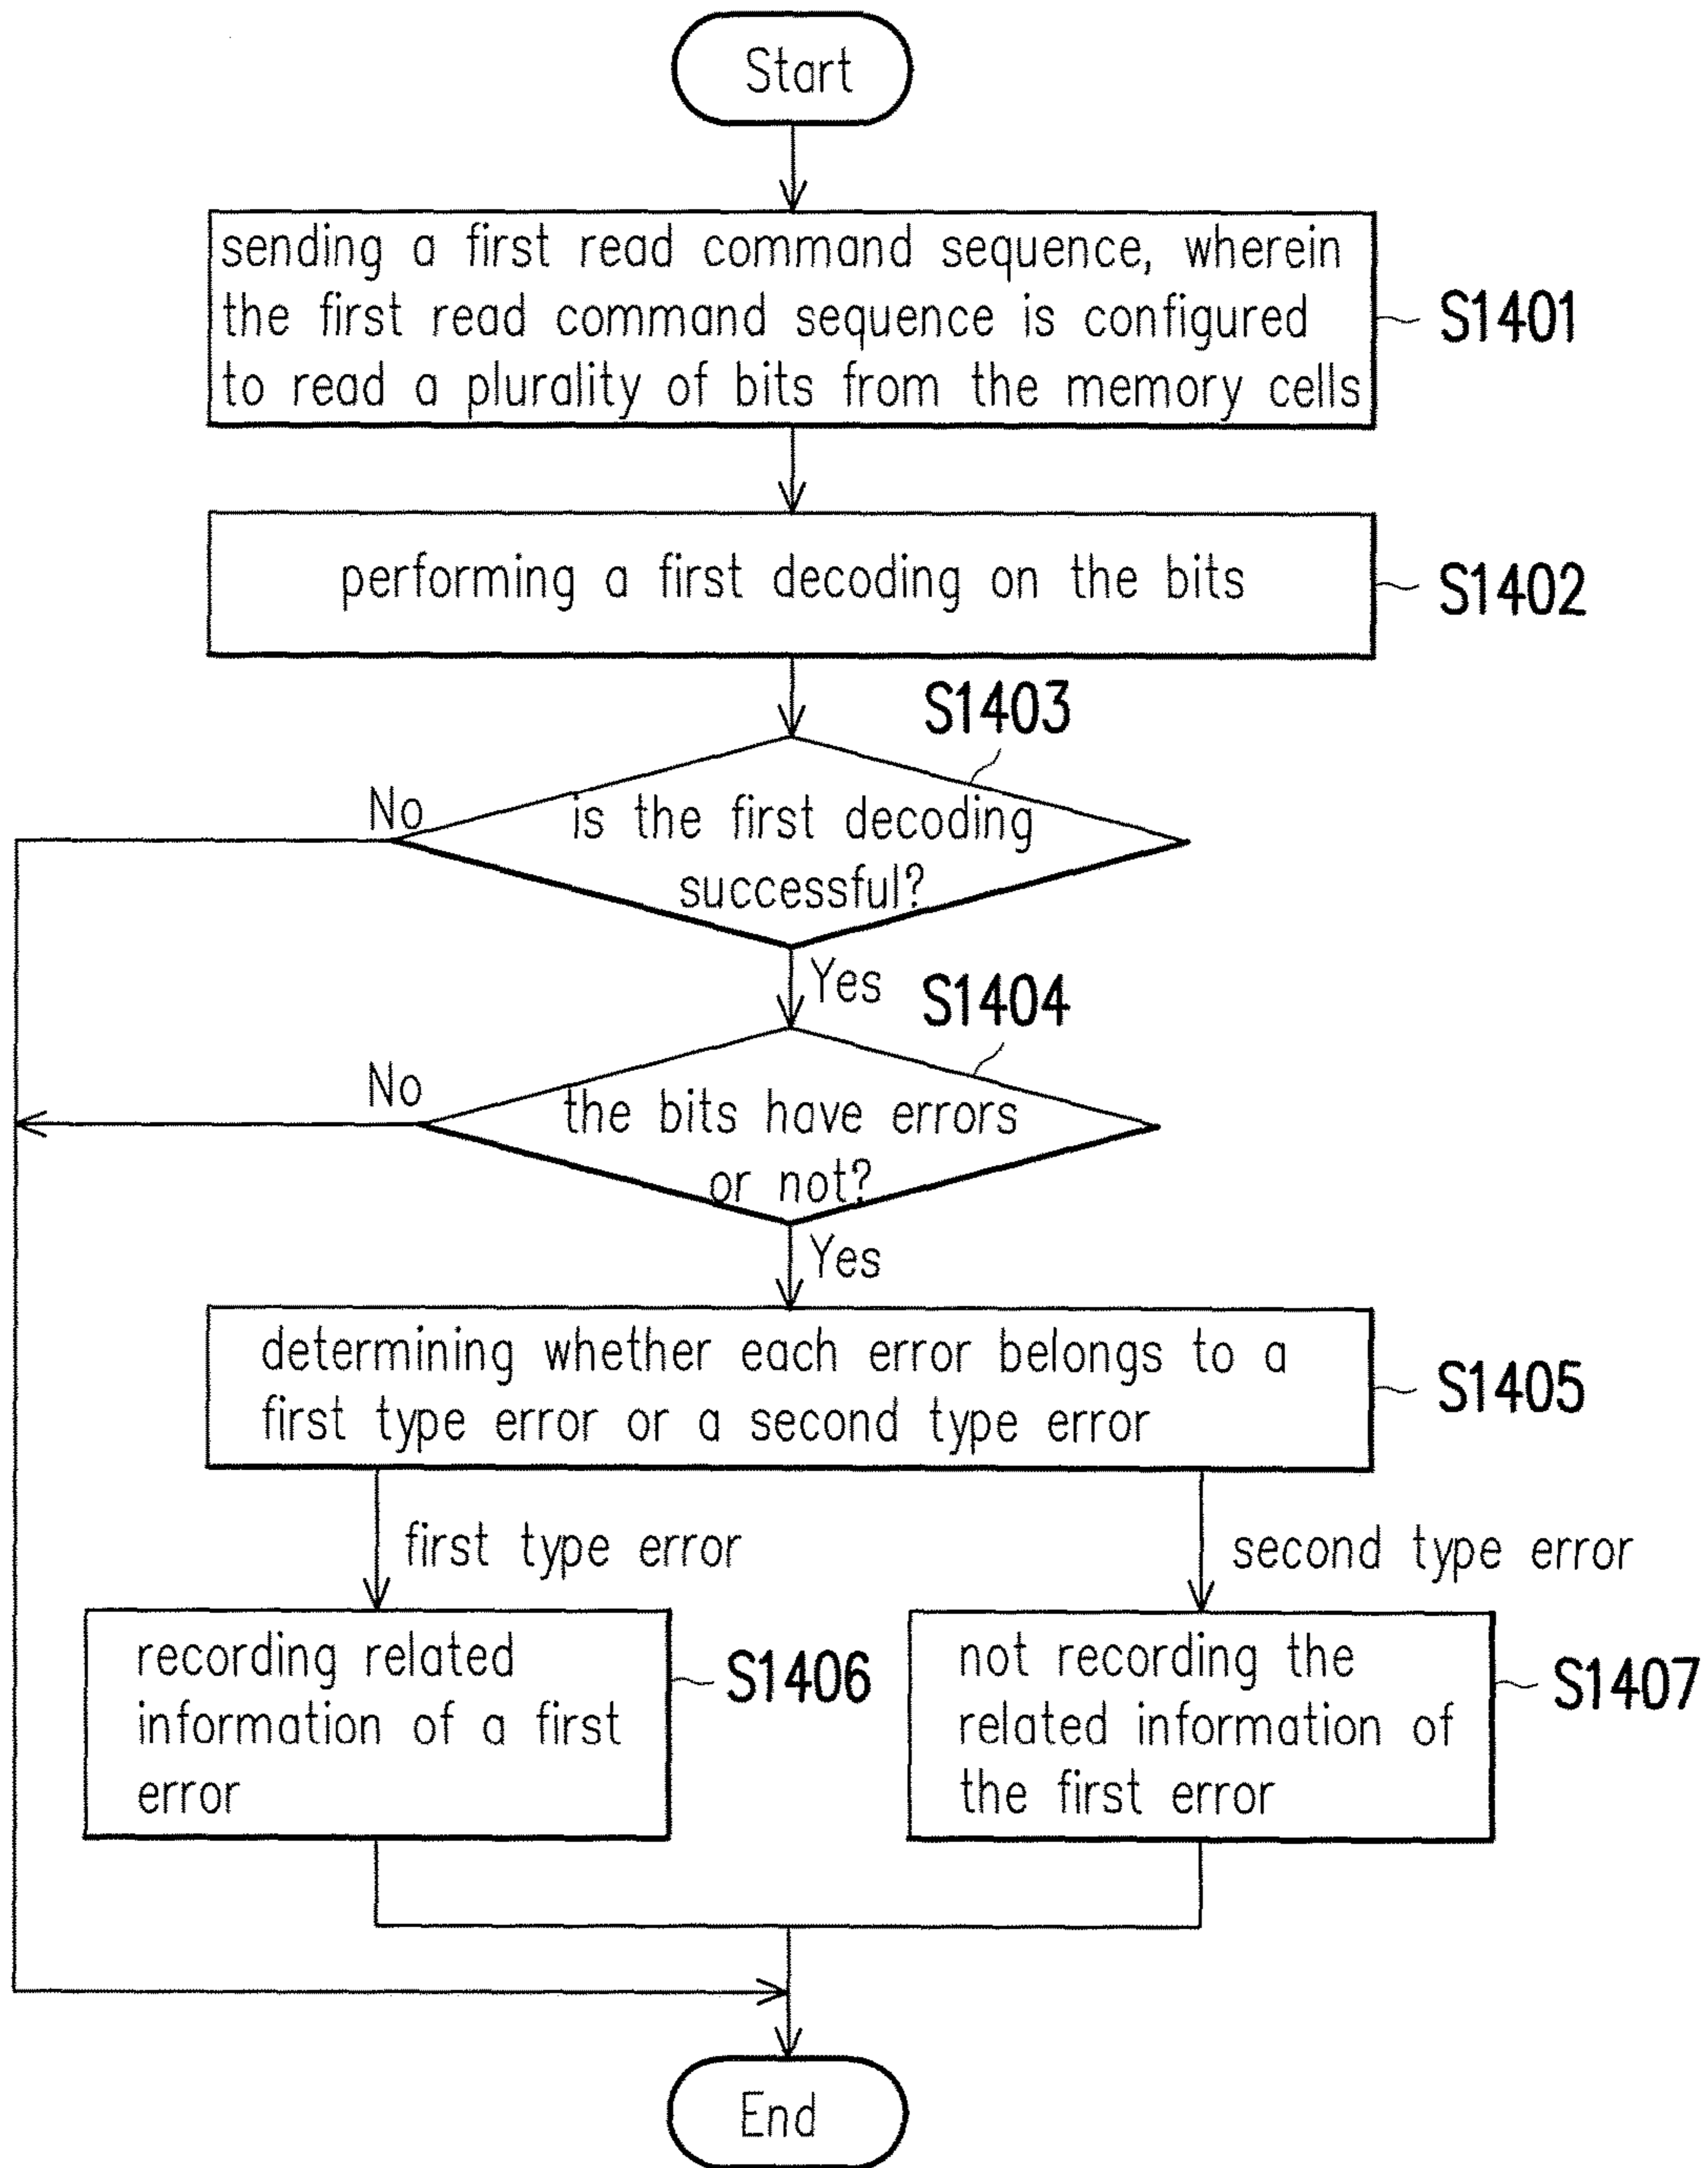 Start
sending a first read command sequence, wherein
the first read command sequence is configured
to read a plurality of bits from the memory cells
S1401
performing a first decoding on the bits
S1402
S1403
No
is the first decoding
successful?
Yes
S1404
No
the bits have errors
or not?
Yes
determining whether each error belongs to a
first type error or a second type error
S1405
first type error
second type error
recording related
information of a first
error
S1406
not recording the
related information of
the first error
S1407
End